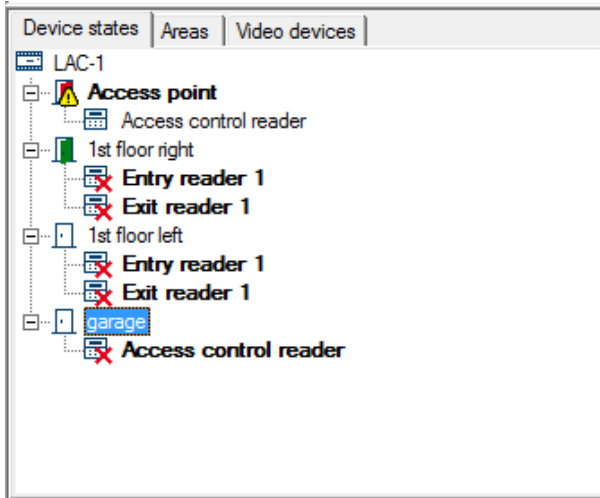 Device states Areas Video devices
LAC-1
Access point
Access control reader
1st floor right
Entry reader 1
Exit reader 1
1st floor left
Entry reader 1
Exit reader 1
garage
Access control reader